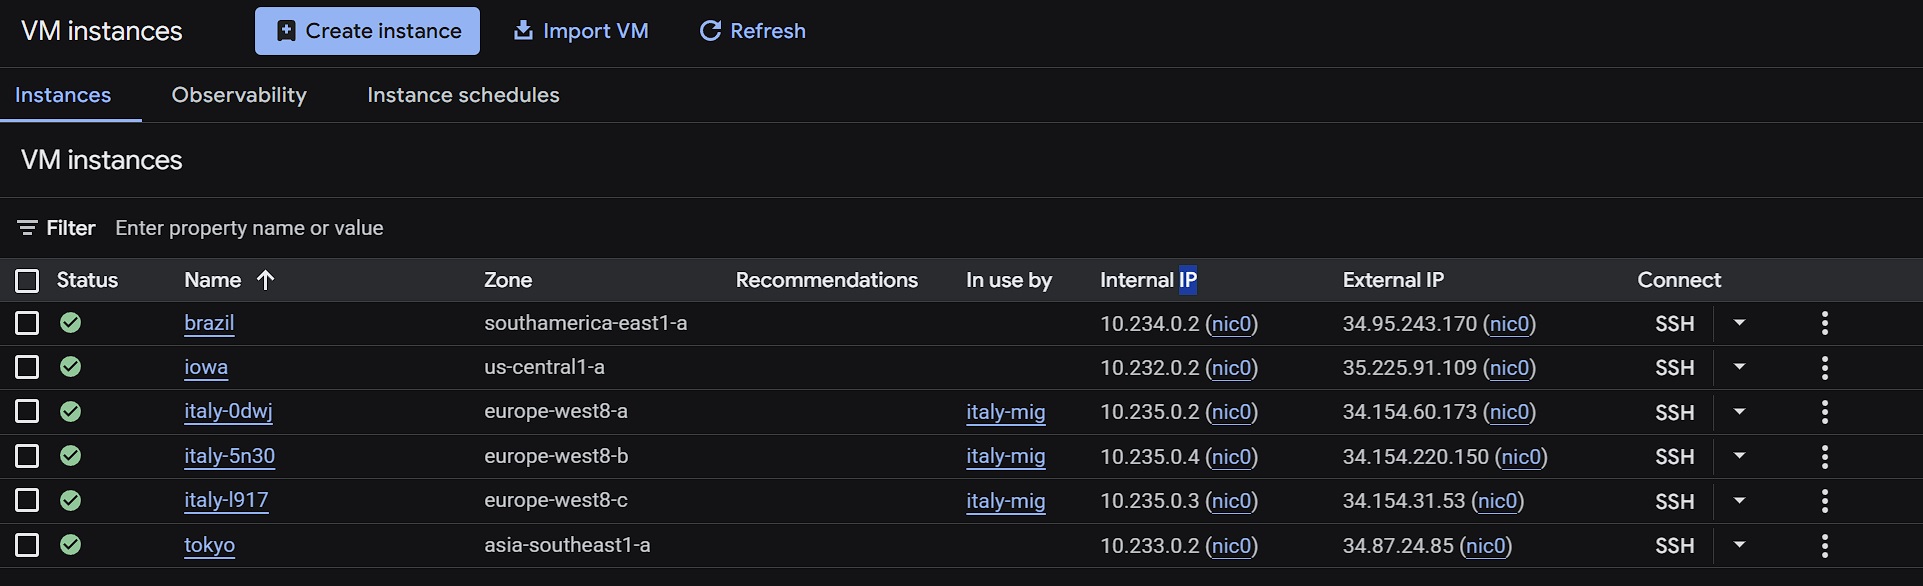 VM instances Create instance Import VM Refresh
Instances Observability Instance schedules
VM instances
Filter Enter property name or value
Status Name Zone Recommendations In use by Internal IP External IP Connect
brazil southamerica-east1-a 10.234.0.2 (nic0) 34.95.243.170 (nic0) SSH
iowa us-central1-a 10.232.0.2 (nic0) 35.225.91.109 (nic0) SSH
italy-0dwj europe-west8-a italy-mig 10.235.0.2 (nic0) 34.154.60.173 (nic0) SSH
italy-5n30 europe-west8-b italy-mig 10.235.0.4 (nic0) 34.154.220.150 (nic0) SSH
italy-l917 europe-west8-c italy-mig 10.235.0.3 (nic0) 34.154.31.53 (nic0) SSH
tokyo asia-southeast1-a 10.233.0.2 (nic0) 34.87.24.85 (nic0) SSH